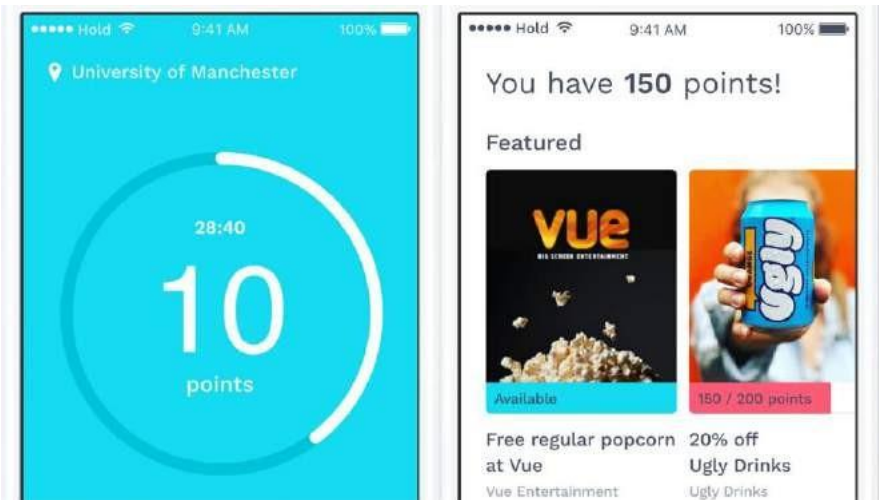 Hold
9:41 AM
100%
University of Manchester
28:40
10
points
Hold
9:41 AM
100%
You have 150 points!
Featured
VUE
BIG SCREEN ENTERTAINMENT
Ugly
Available
150 / 200 points
Free regular popcorn
at Vue
Vue Entertainment
20% off
Ugly Drinks
Ugly Drinks